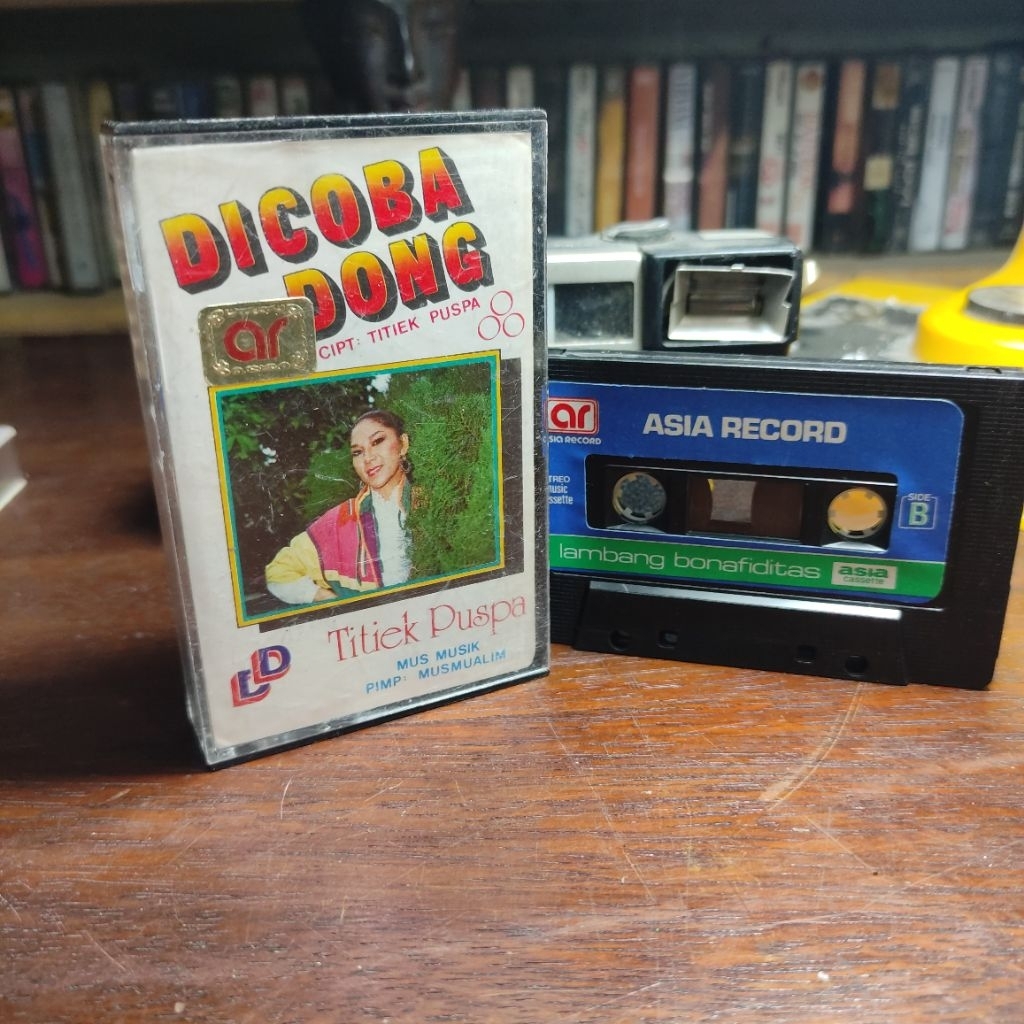 DICOBA
DONG
CIPT: TITIEK PUSPA
ar
Titiek Puspa
MUS MUSIK
PIMP: MUSMUALIM
LD
ar
ASIA RECORD
ASIA RECORD
SIDE
B
lambang bonafiditas
asia
cassette